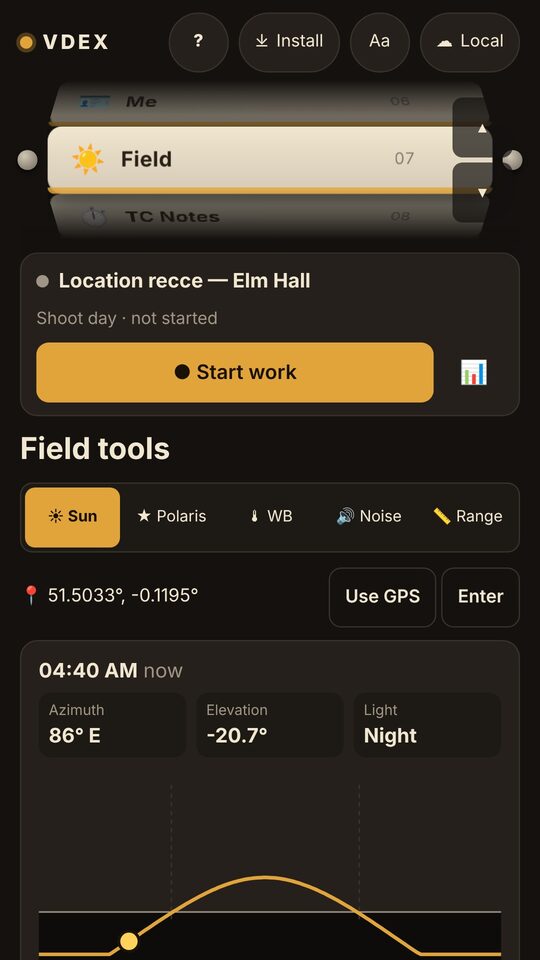 VDEX
?
Install
Aa
Local
Me 06
Field 07
TC Notes 08
Location recce — Elm Hall
Shoot day · not started
Start work
Field tools
Sun
Polaris
WB
Noise
Range
51.5033°, -0.1195°
Use GPS
Enter
04:40 AM now
Azimuth
86° E
Elevation
-20.7°
Light
Night